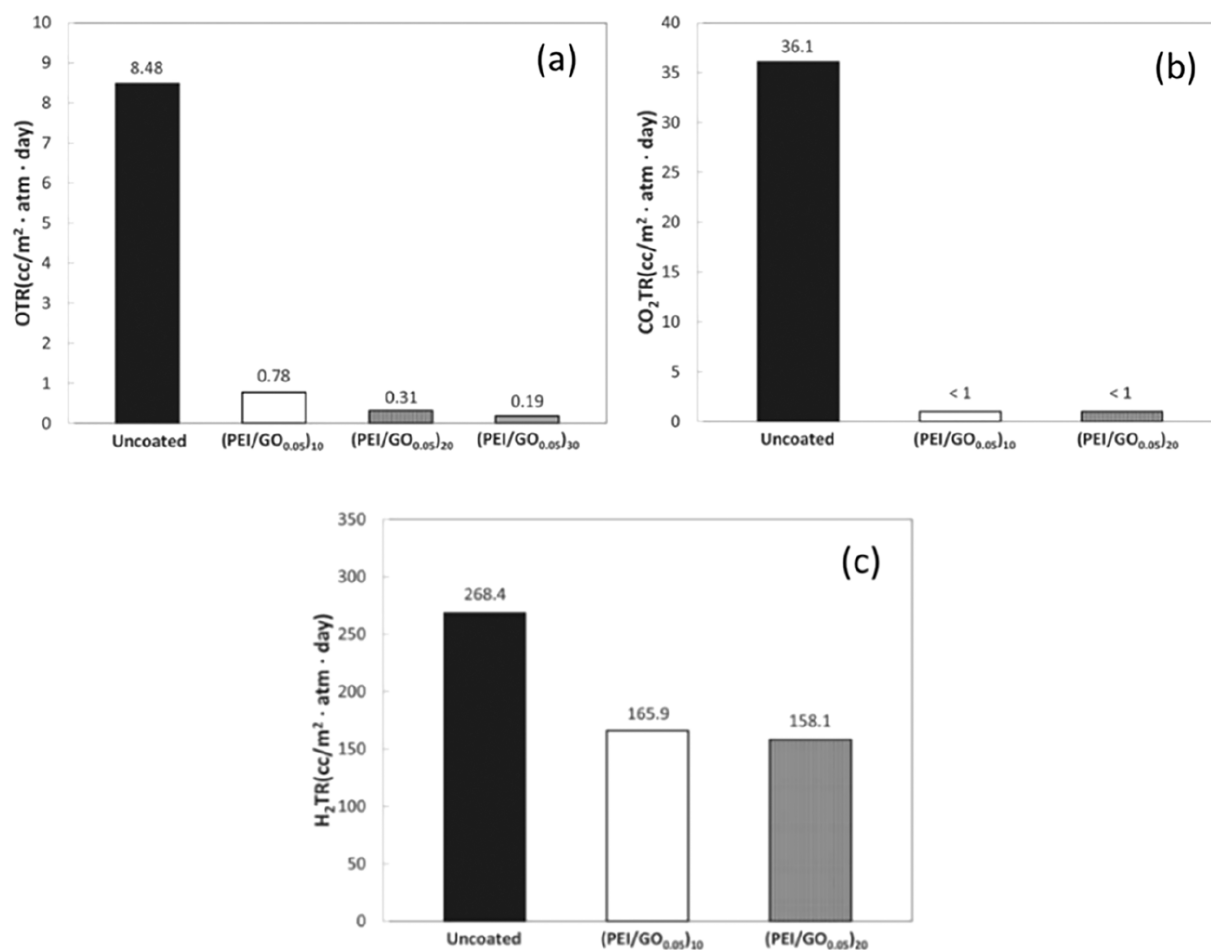 (a)
OTR(cc/m² · atm · day)
10
9
8
7
6
5
4
3
2
1
0
8.48
0.78
0.31
0.19
Uncoated
(PEI/GO₀.₀₅)₁₀
(PEI/GO₀.₀₅)₂₀
(PEI/GO₀.₀₅)₃₀
(b)
CO₂TR(cc/m² · atm · day)
40
35
30
25
20
15
10
5
0
36.1
< 1
< 1
Uncoated
(PEI/GO₀.₀₅)₁₀
(PEI/GO₀.₀₅)₂₀
(c)
H₂TR(cc/m² · atm · day)
350
300
250
200
150
100
50
0
268.4
165.9
158.1
Uncoated
(PEI/GO₀.₀₅)₁₀
(PEI/GO₀.₀₅)₂₀